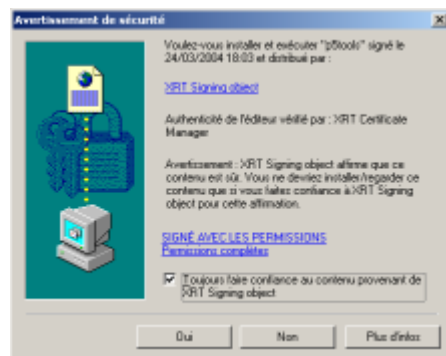 Avertissement de sécurité
Voulez-vous installer et exécuter "p5tools" signé le
24/03/2004 18:03 et distribué par :
XRT Signing object
Authenticité de l'éditeur vérifié par : XRT Certificate
Manager
Avertissement : XRT Signing object affirme que ce
contenu est sûr. Vous ne devriez installer/regarder ce
contenu que si vous faites confiance à XRT Signing
object pour cette affirmation.
SIGNÉ AVEC LES PERMISSIONS
Permissions complètes
Toujours faire confiance au contenu provenant de
XRT Signing object
Oui
Non
Plus d'infos